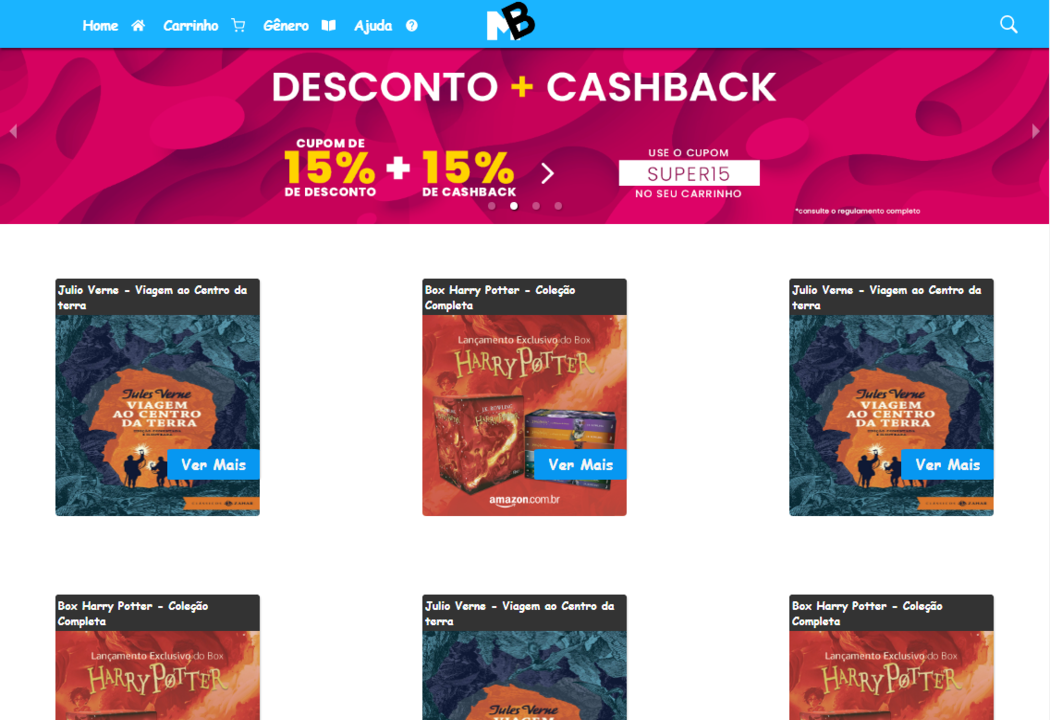 Home Carrinho Gênero Ajuda
MB
DESCONTO + CASHBACK
CUPOM DE
15% + 15%
DE DESCONTO DE CASHBACK
USE O CUPOM
SUPER15
NO SEU CARRINHO
*consulte o regulamento completo
Julio Verne - Viagem ao Centro da
terra
Jules Verne
VIAGEM
AO CENTRO
DA TERRA
Ver Mais
Box Harry Potter - Coleção
Completa
Lançamento Exclusivo do Box
HARRY POTTER
J.K. ROWLING
Ver Mais
amazon.com.br
Julio Verne - Viagem ao Centro da
terra
Jules Verne
VIAGEM
AO CENTRO
DA TERRA
Ver Mais
Box Harry Potter - Coleção
Completa
Lançamento Exclusivo do Box
HARRY POTTER
Julio Verne - Viagem ao Centro da
terra
Jules Verne
VIAGEM
Box Harry Potter - Coleção
Completa
Lançamento Exclusivo do Box
HARRY POTTER